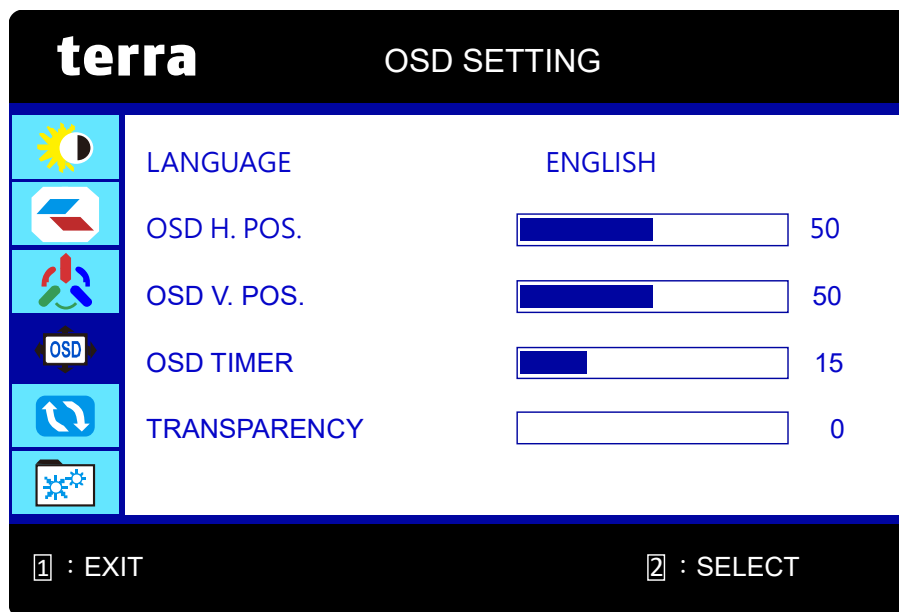 terra OSD SETTING
LANGUAGE ENGLISH
OSD H. POS. 50
OSD V. POS. 50
OSD OSD TIMER 15
TRANSPARENCY 0
1 : EXIT 2 : SELECT